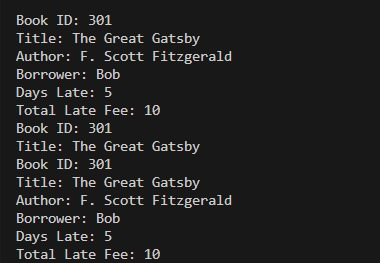 Book ID: 301
Title: The Great Gatsby
Author: F. Scott Fitzgerald
Borrower: Bob
Days Late: 5
Total Late Fee: 10
Book ID: 301
Title: The Great Gatsby
Book ID: 301
Title: The Great Gatsby
Author: F. Scott Fitzgerald
Borrower: Bob
Days Late: 5
Total Late Fee: 10